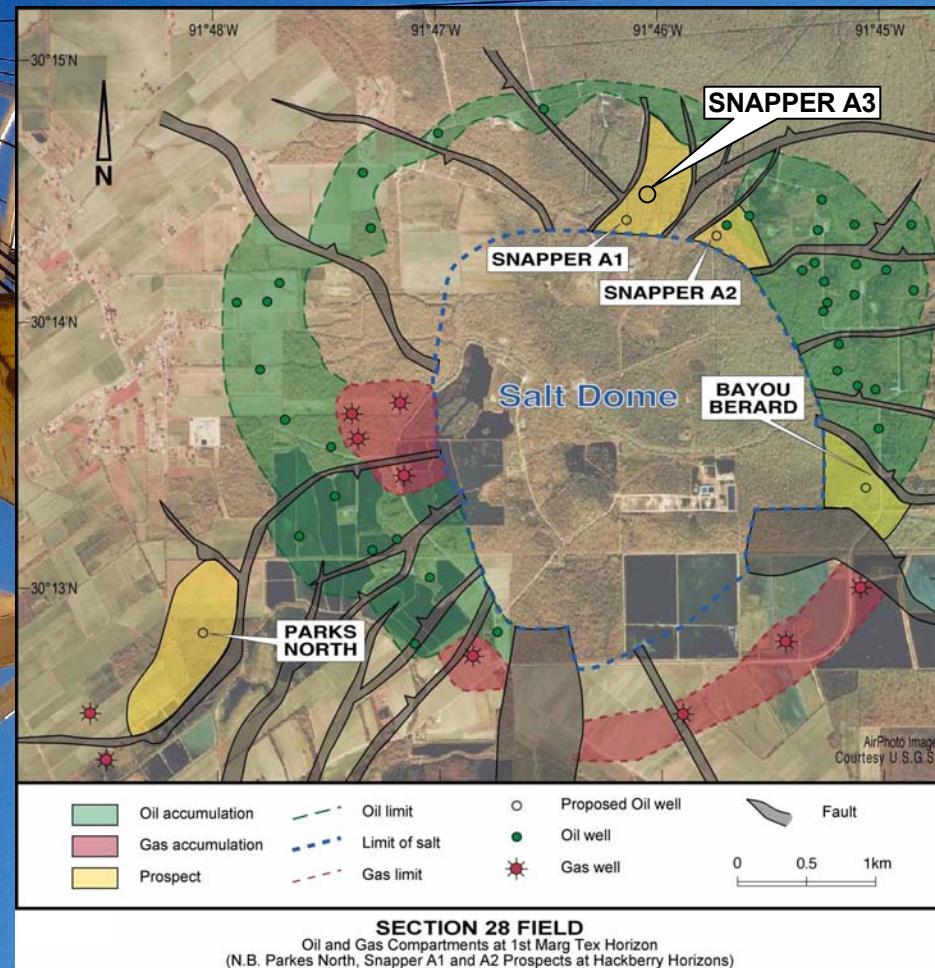 91°48'W
91°47'W
91°46'W
91°45'W
30°15'N
SNAPPER A3
N
SNAPPER A1
SNAPPER A2
30°14'N
Salt Dome
BAYOU
BERARD
30°13'N
PARKS
NORTH
AirPhoto Image
Courtesy U.S.G.S
Oil accumulation
Gas accumulation
Prospect
Oil limit
Limit of salt
Gas limit
Proposed Oil well
Oil well
Gas well
Fault
0 0.5 1km
SECTION 28 FIELD
Oil and Gas Compartments at 1st Marg Tex Horizon
(N.B. Parkes North, Snapper A1 and A2 Prospects at Hackberry Horizons)